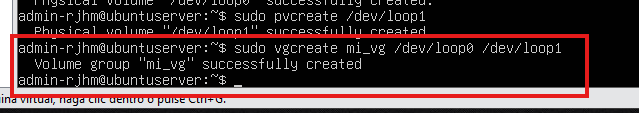 Physical volume "/dev/loop0" successfully created.
admin-rjhm@ubuntuserver:~$ sudo pvcreate /dev/loop1
Physical volume "/dev/loop1" successfully created
admin-rjhm@ubuntuserver:~$ sudo vgcreate mi_vg /dev/loop0 /dev/loop1
Volume group "mi_vg" successfully created
admin-rjhm@ubuntuserver:~$ _
ina virtual, haga clic dentro o pulse Ctrl+G.